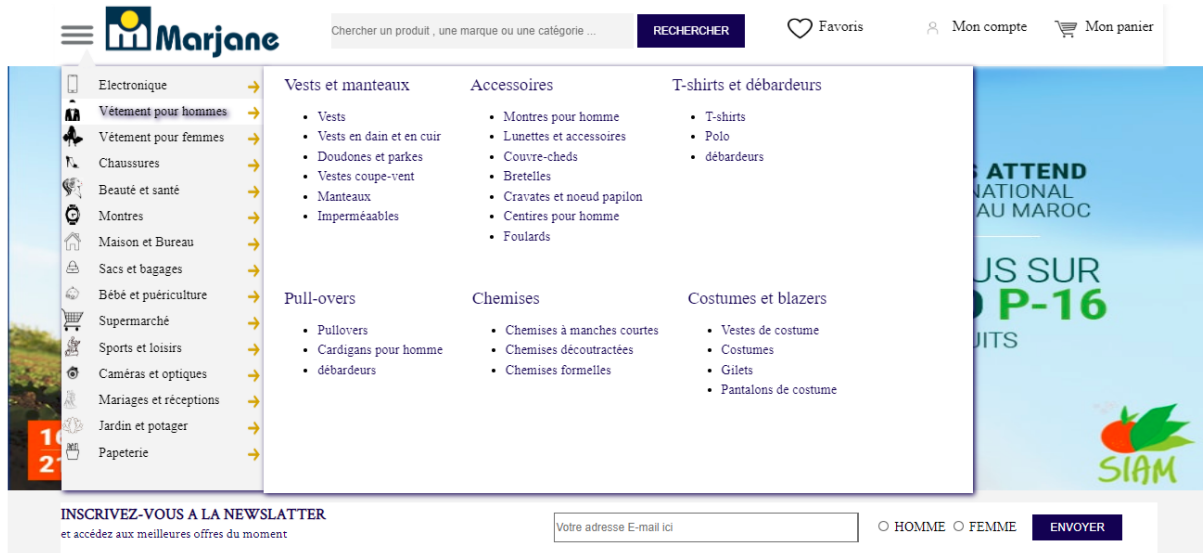 Marjane
Chercher un produit , une marque ou une catégorie ...
RECHERCHER
Favoris
Mon compte
Mon panier
Electronique
Vétement pour hommes
Vétement pour femmes
Chaussures
Beauté et santé
Montres
Maison et Bureau
Sacs et bagages
Bébé et puériculture
Supermarché
Sports et loisirs
Caméras et optiques
Mariages et réceptions
Jardin et potager
Papeterie
Vests et manteaux
Vests
Vests en dain et en cuir
Doudones et parkes
Vestes coupe-vent
Manteaux
Imperméaables
Accessoires
Montres pour homme
Lunettes et accessoires
Couvre-cheds
Bretelles
Cravates et noeud papilon
Centires pour homme
Foulards
T-shirts et débardeurs
T-shirts
Polo
débardeurs
Pull-overs
Pullovers
Cardigans pour homme
débardeurs
Chemises
Chemises à manches courtes
Chemises découtractées
Chemises formelles
Costumes et blazers
Vestes de costume
Costumes
Gilets
Pantalons de costume
ATTEND
NATIONAL
AU MAROC
US SUR
P-16
UITS
SIAM
INSCRIVEZ-VOUS A LA NEWSLATTER
et accédez aux meilleures offres du moment
Votre adresse E-mail ici
HOMME
FEMME
ENVOYER